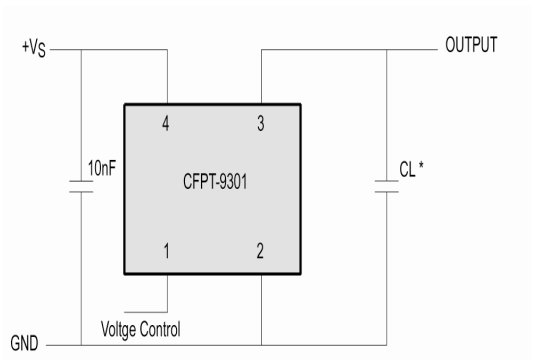 +VS
OUTPUT
4
3
10nF
CFPT-9301
CL *
1
2
Voltge Control
GND